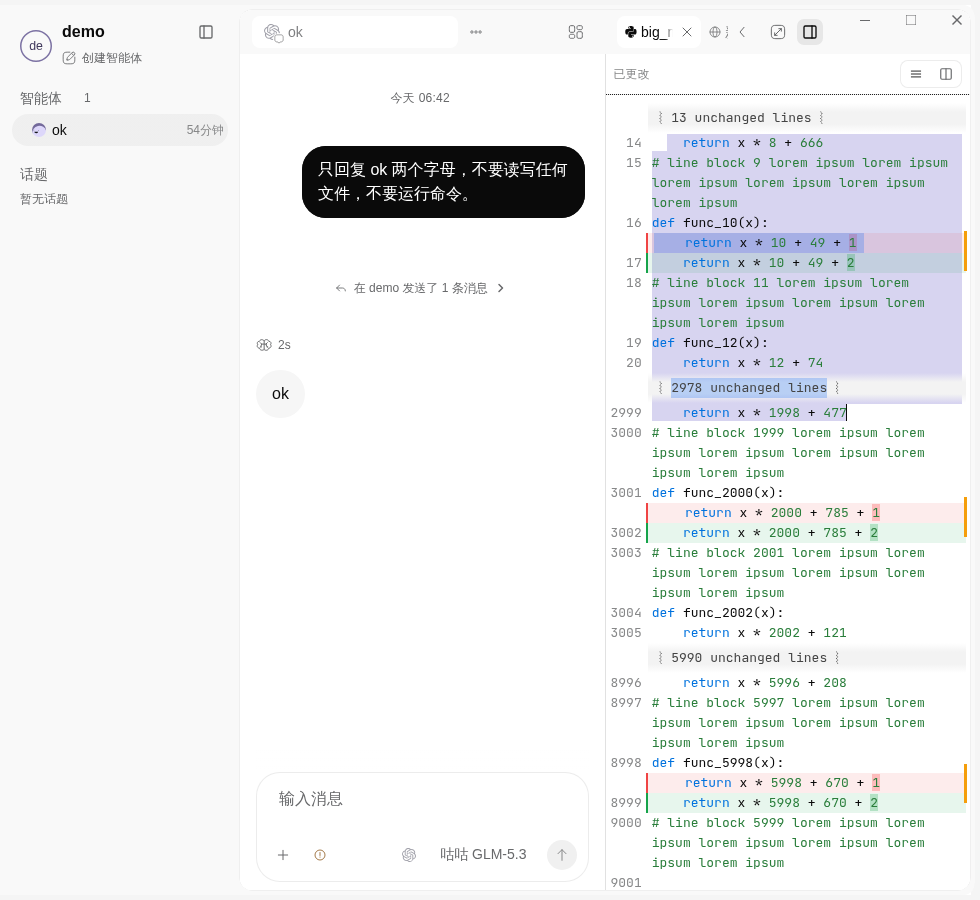 de
demo
创建智能体
智能体 1
ok 54分钟
话题
暂无话题
ok
今天 06:42
只回复 ok 两个字母，不要读写任何
文件，不要运行命令。
在 demo 发送了 1 条消息
2s
ok
输入消息
咕咕 GLM-5.3
big_
已更改
13 unchanged lines
14 return x * 8 + 666
15 # line block 9 lorem ipsum lorem ipsum
lorem ipsum lorem ipsum lorem ipsum
lorem ipsum
16 def func_10(x):
return x * 10 + 49 + 1
17 return x * 10 + 49 + 2
18 # line block 11 lorem ipsum lorem
ipsum lorem ipsum lorem ipsum lorem
ipsum lorem ipsum
19 def func_12(x):
20 return x * 12 + 74
2978 unchanged lines
2999 return x * 1998 + 477
3000 # line block 1999 lorem ipsum lorem
ipsum lorem ipsum lorem ipsum lorem
ipsum lorem ipsum
3001 def func_2000(x):
return x * 2000 + 785 + 1
3002 return x * 2000 + 785 + 2
3003 # line block 2001 lorem ipsum lorem
ipsum lorem ipsum lorem ipsum lorem
ipsum lorem ipsum
3004 def func_2002(x):
3005 return x * 2002 + 121
5990 unchanged lines
8996 return x * 5996 + 208
8997 # line block 5997 lorem ipsum lorem
ipsum lorem ipsum lorem ipsum lorem
ipsum lorem ipsum
8998 def func_5998(x):
return x * 5998 + 670 + 1
8999 return x * 5998 + 670 + 2
9000 # line block 5999 lorem ipsum lorem
ipsum lorem ipsum lorem ipsum lorem
ipsum lorem ipsum
9001